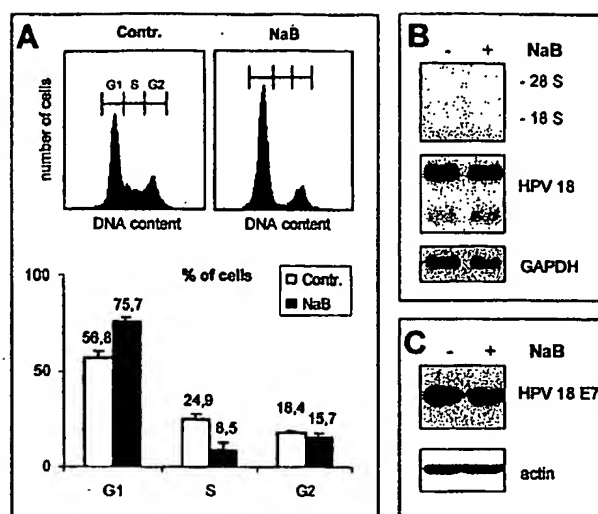 A
Contr.
NaB
number of cells
G1 S G2
DNA content
DNA content
% of cells
Contr.
NaB
100
50
0
56,8
75,7
24,9
8,5
18,4
15,7
G1
S
G2
B
- + NaB
- 28 S
- 18 S
HPV 18
GAPDH
C
- + NaB
HPV 18 E7
actin